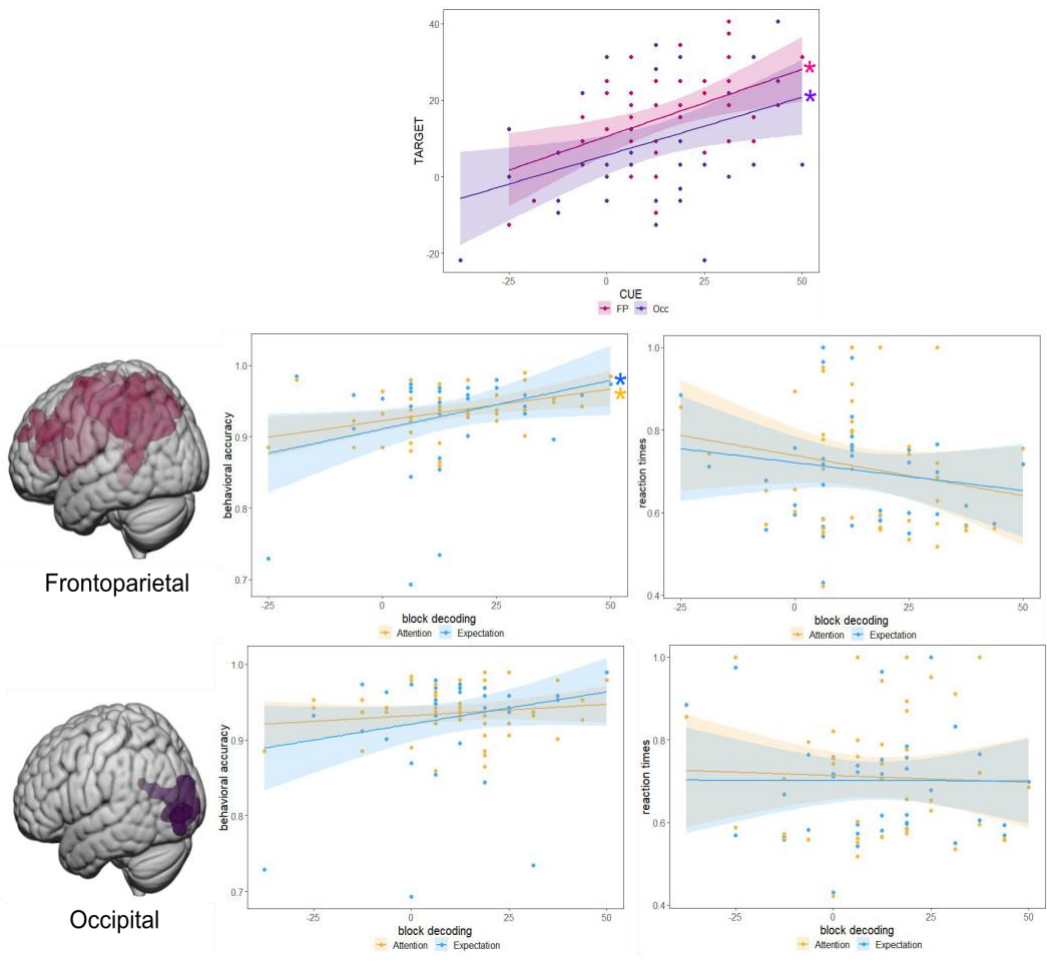 40
20
0
-20
TARGET
-25 0 25 50
CUE
FP Occ
*
*
1.0
0.9
0.8
0.7
behavioral accuracy
-25 0 25 50
block decoding
Attention Expectation
*
*
1.0
0.8
0.6
0.4
reaction times
-25 0 25 50
block decoding
Attention Expectation
Frontoparietal
1.0
0.9
0.8
0.7
behavioral accuracy
-25 0 25 50
block decoding
Attention Expectation
1.0
0.8
0.6
0.4
reaction times
-25 0 25 50
block decoding
Attention Expectation
Occipital